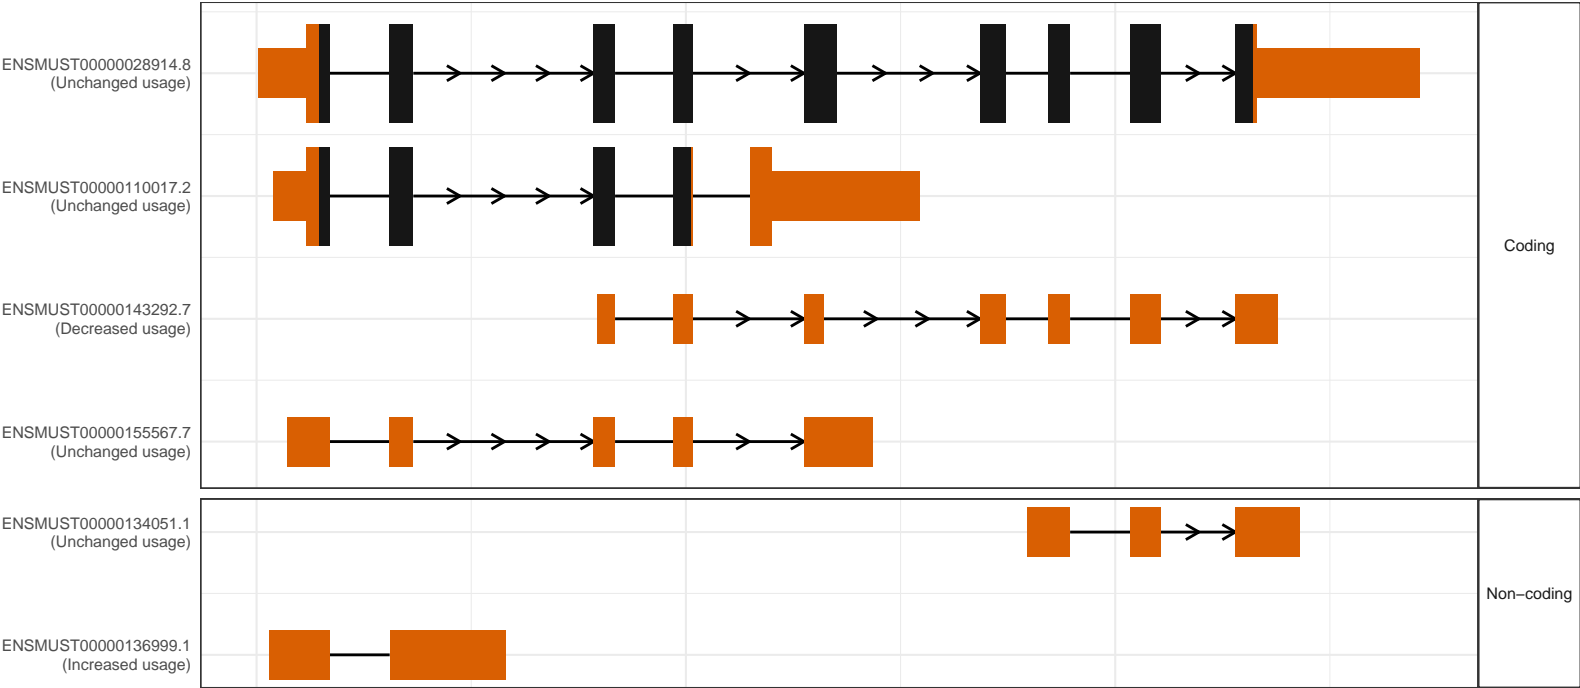 ENSMUST00000028914.8
(Unchanged usage)
ENSMUST00000110017.2
(Unchanged usage)
ENSMUST00000143292.7
(Decreased usage)
ENSMUST00000155567.7
(Unchanged usage)
Coding
ENSMUST00000134051.1
(Unchanged usage)
ENSMUST00000136999.1
(Increased usage)
Non−coding